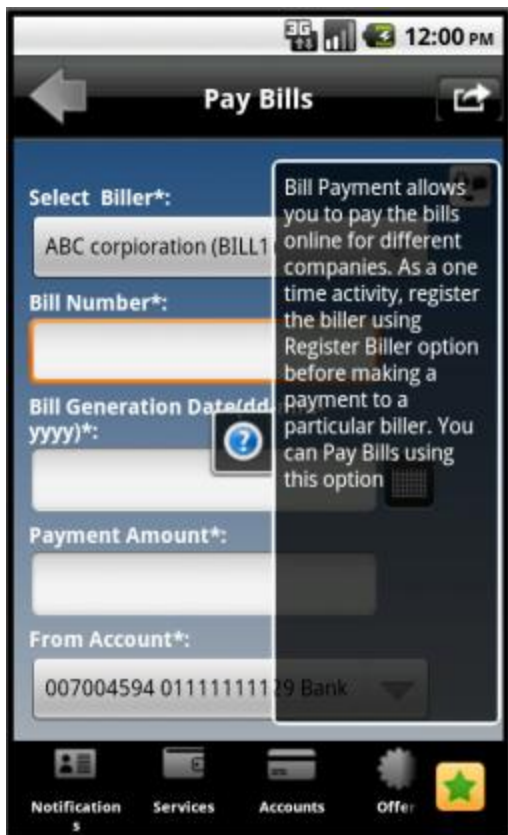 3G
12:00 PM
Pay Bills
Select Biller*:
ABC corpioration (BILL1
Bill Number*:
Bill Generation Date(dd-
yyyy)*:
Payment Amount*:
From Account*:
007004594 01111111129 Bank
Bill Payment allows
you to pay the bills
online for different
companies. As a one
time activity, register
the biller using
Register Biller option
before making a
payment to a
particular biller. You
can Pay Bills using
this option
?
Notification
s
Services
Accounts
Offer